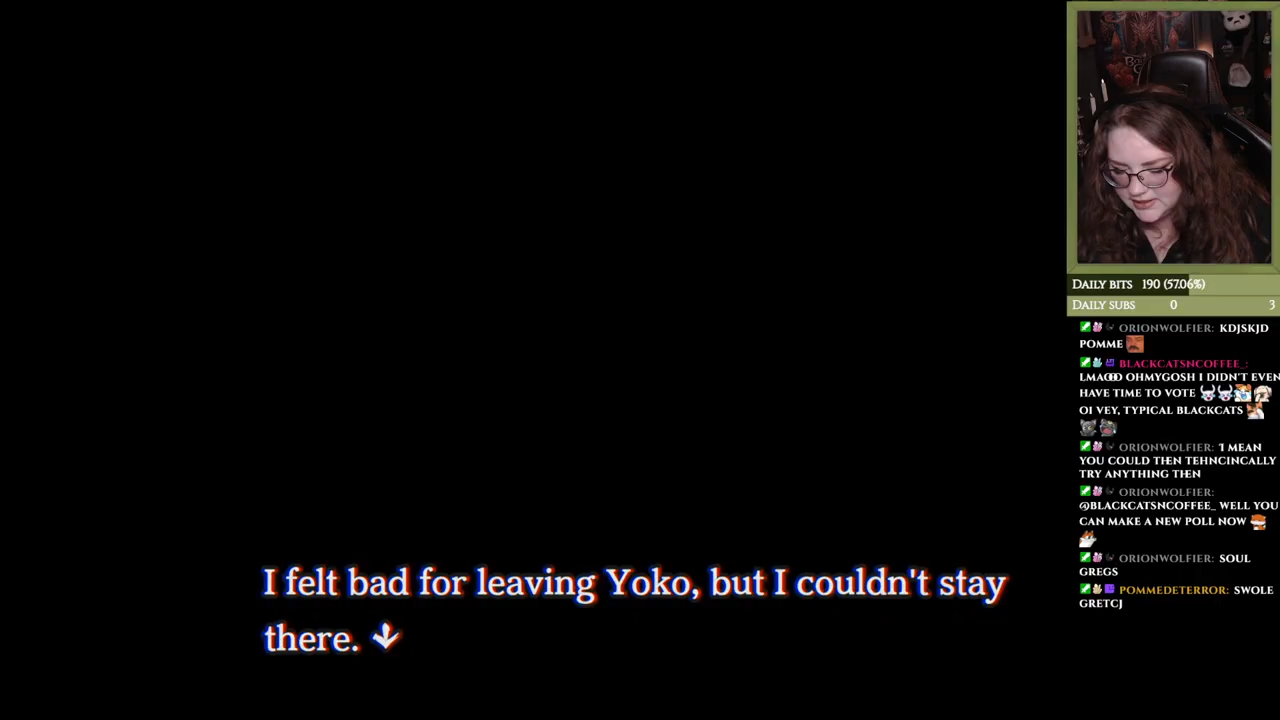 I felt bad for leaving Yoko, but I couldn't stay
there.
DAILY BITS 190 (57.06%)
DAILY SUBS 0 3
ORIONWOLFIER: KDJSKJD
POMME
BLACKCATSNCOFFEE_:
OHMYGOSH I DIDN'T EVEN
HAVE TIME TO VOTE
OI VEY, TYPICAL BLACKCATS
ORIONWOLFIER: 'I MEAN
YOU COULD THEN TEHNCINCALLY
TRY ANYTHING THEN
ORIONWOLFIER:
@BLACKCATSNCOFFEE_ WELL YOU
CAN MAKE A NEW POLL NOW
ORIONWOLFIER: SOUL
GREGS
POMMEDETERROR: SWOLE
GRETCJ